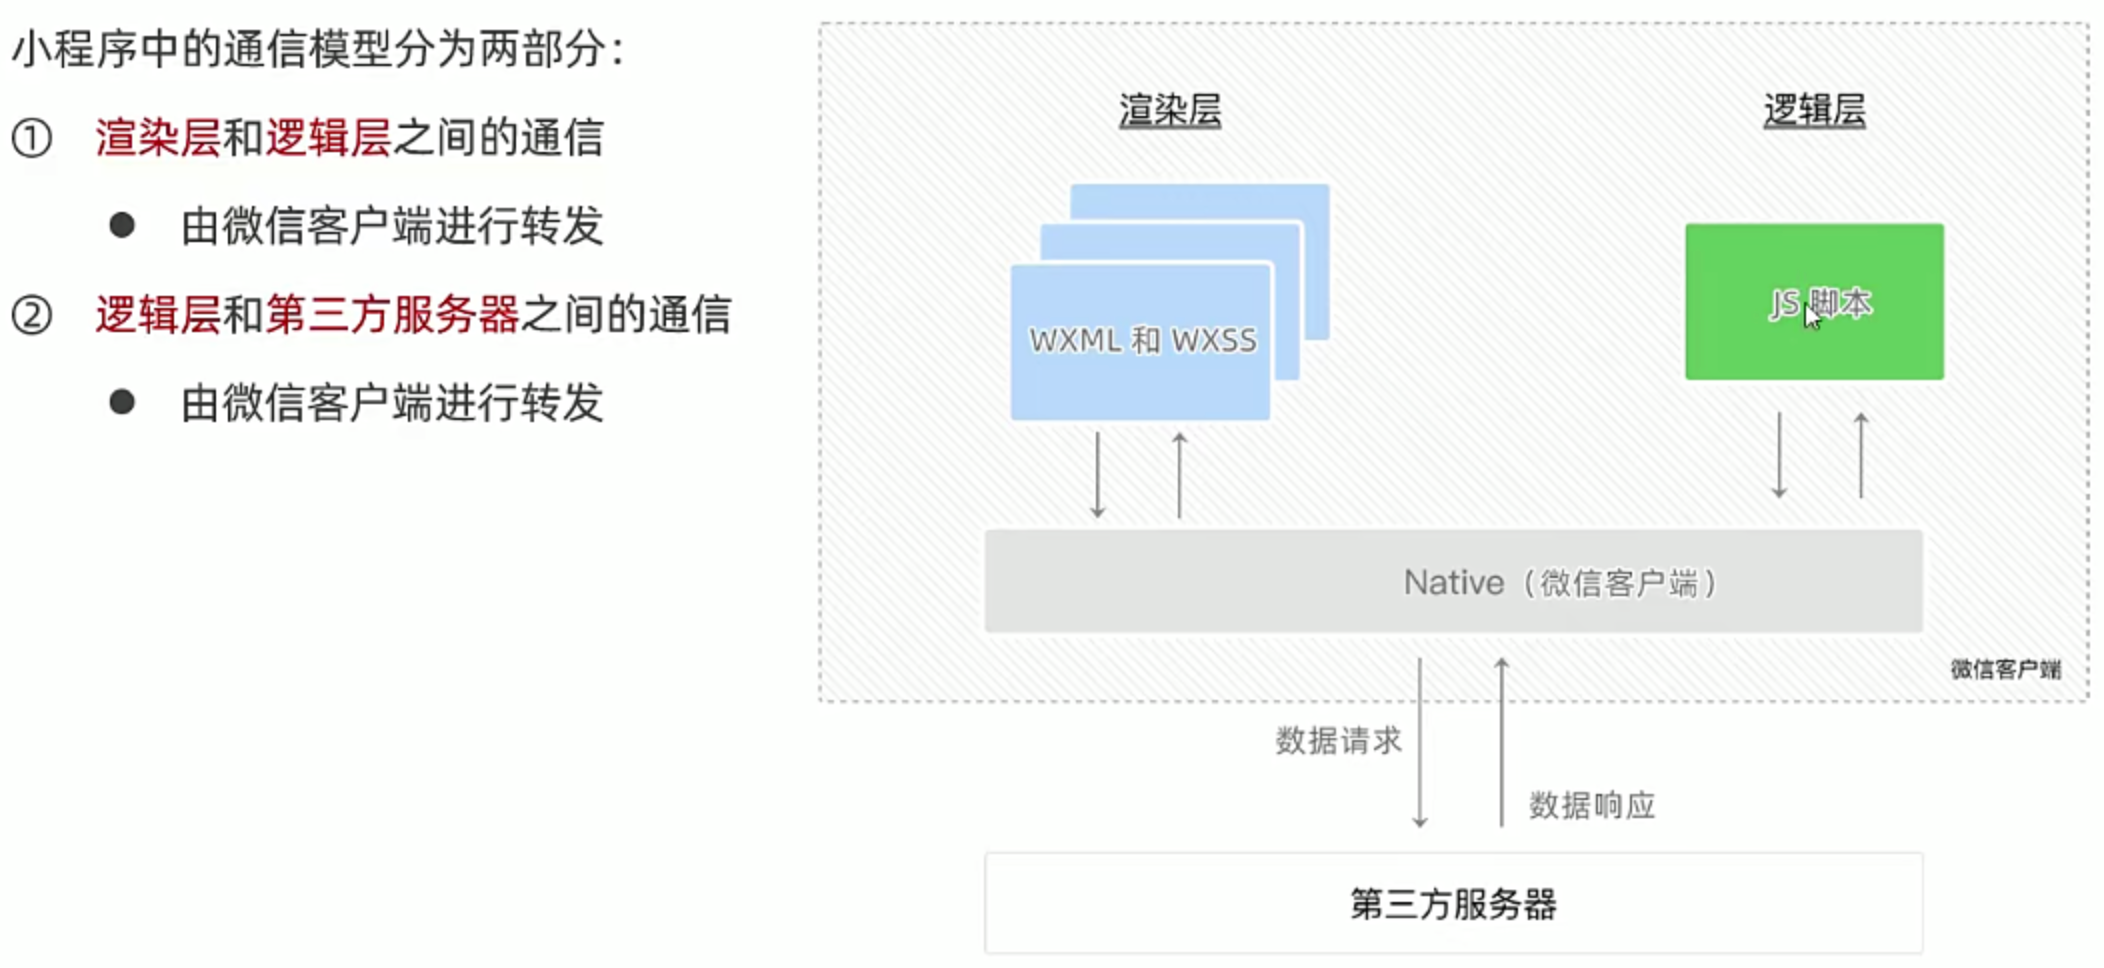 小程序中的通信模型分为两部分：
① 渲染层和逻辑层之间的通信
● 由微信客户端进行转发
② 逻辑层和第三方服务器之间的通信
● 由微信客户端进行转发
渲染层
逻辑层
WXML 和 WXSS
JS 脚本
Native（微信客户端）
微信客户端
数据请求
数据响应
第三方服务器